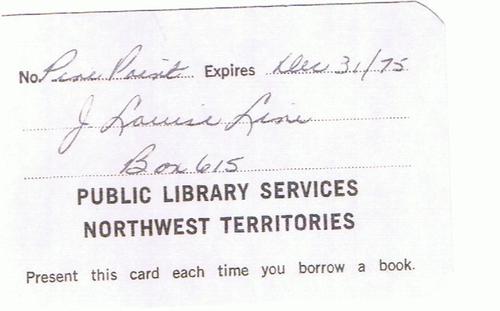 No. Pine Point Expires Dec 31/75
J Louise Line
Box 615
PUBLIC LIBRARY SERVICES
NORTHWEST TERRITORIES
Present this card each time you borrow a book.